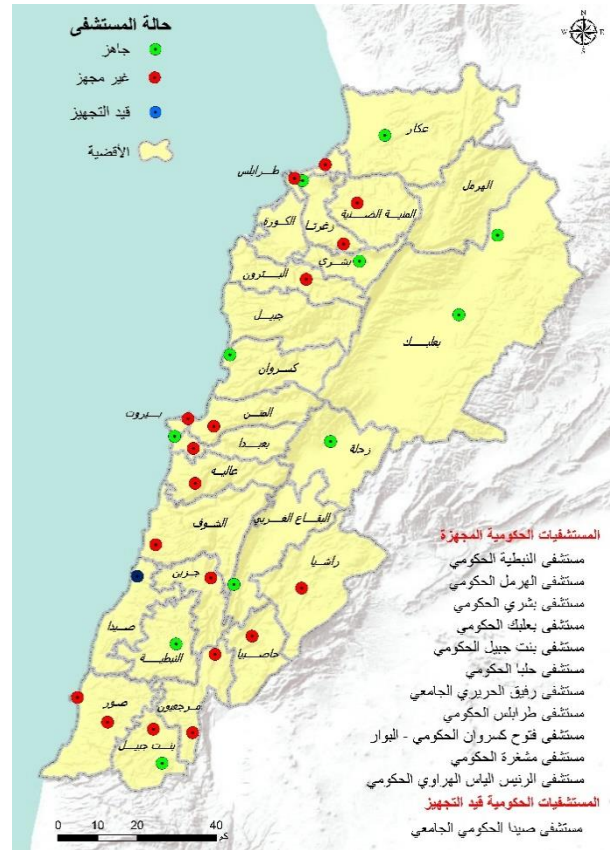 حالة المستشفى
جاهز
غير مجهز
قيد التجهيز
الأقضية
N
W E
S
عكار
طرابلس
الهرمل
المنية الضنية
زغرتا
الكورة
بشري
البترون
جبيل
بعلبك
كسروان
المتن
بيروت
بعبدا
زحلة
عاليه
الشوف
البقاع الغربي
راشيا
جزين
صيدا
حاصبيا
النبطية
صور
مرجعيون
بنت جبيل
المستشفيات الحكومية المجهزة
مستشفى النبطية الحكومي
مستشفى الهرمل الحكومي
مستشفى بشري الحكومي
مستشفى بعلبك الحكومي
مستشفى بنت جبيل الحكومي
مستشفى حلبا الحكومي
مستشفى رفيق الحريري الجامعي
مستشفى طرابلس الحكومي
مستشفى فتوح كسروان الحكومي - البوار
مستشفى مشغرة الحكومي
مستشفى الرئيس الياس الهراوي الحكومي
المستشفيات الحكومية قيد التجهيز
مستشفى صيدا الحكومي الجامعي
0 10 20 40
كم